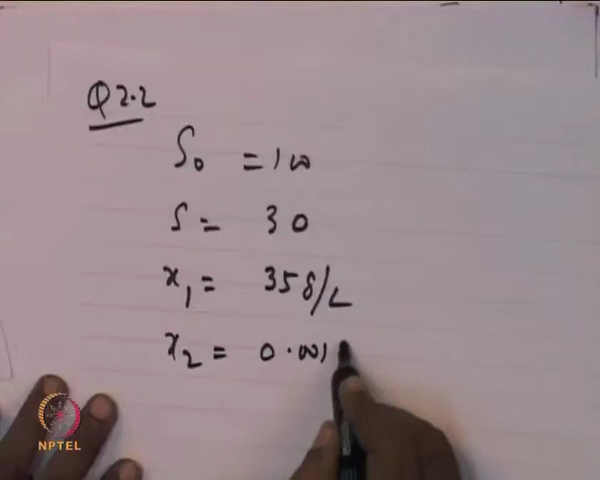 Q 2.2
S₀ = 100
S = 30
x₁ = 35 g/L
x₂ = 0.001
NPTEL